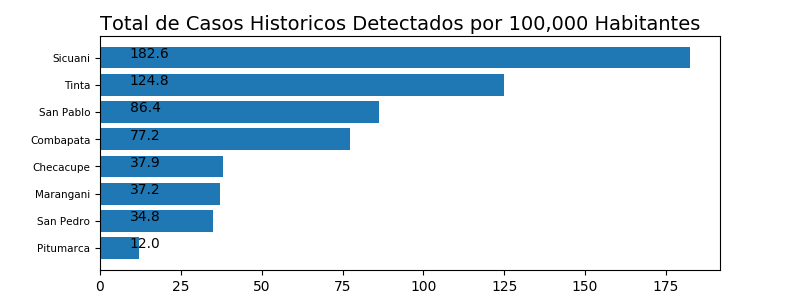 Total de Casos Historicos Detectados por 100,000 Habitantes
Sicuani 182.6
Tinta 124.8
San Pablo 86.4
Combapata 77.2
Checacupe 37.9
Marangani 37.2
San Pedro 34.8
Pitumarca 12.0
0 25 50 75 100 125 150 175